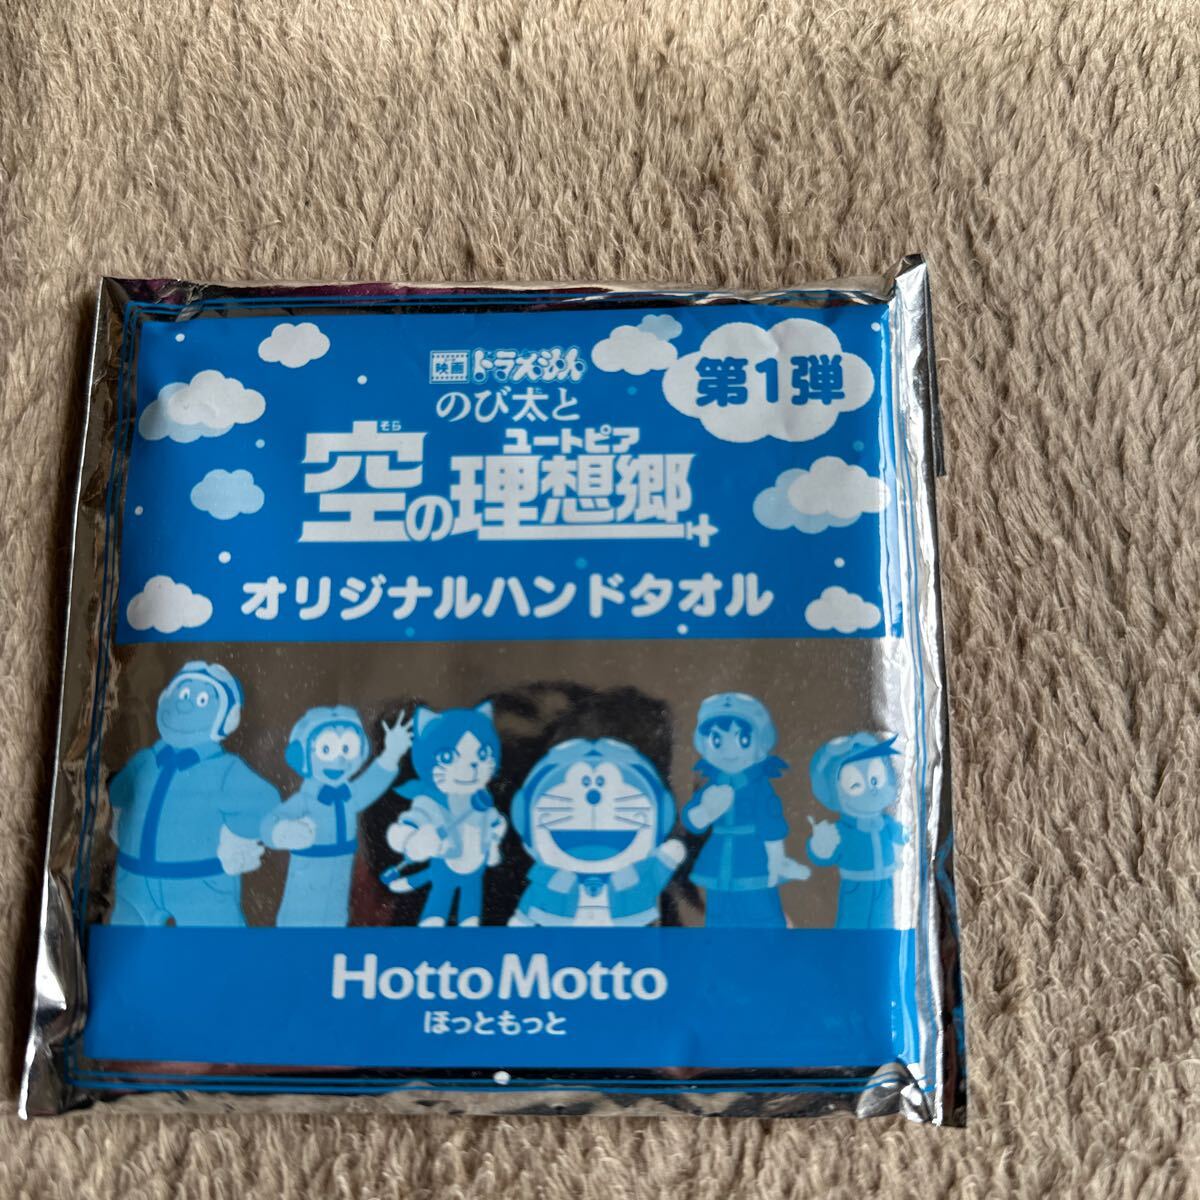 映画ドラえもん
第1弾
のび太と
そら ユートピア
空の理想郷
オリジナルハンドタオル
HottoMotto
ほっともっと